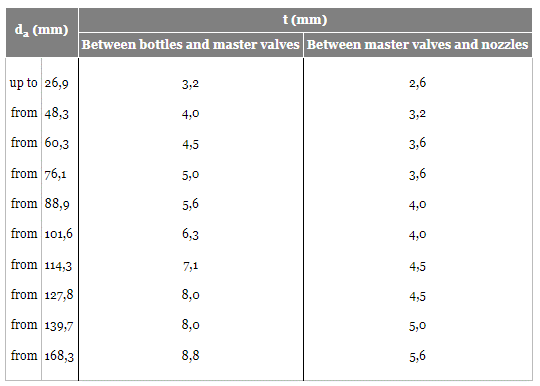 dₐ (mm) t (mm)
Between bottles and master valves Between master valves and nozzles
up to 26,9 3,2 2,6
from 48,3 4,0 3,2
from 60,3 4,5 3,6
from 76,1 5,0 3,6
from 88,9 5,6 4,0
from 101,6 6,3 4,0
from 114,3 7,1 4,5
from 127,8 8,0 4,5
from 139,7 8,0 5,0
from 168,3 8,8 5,6